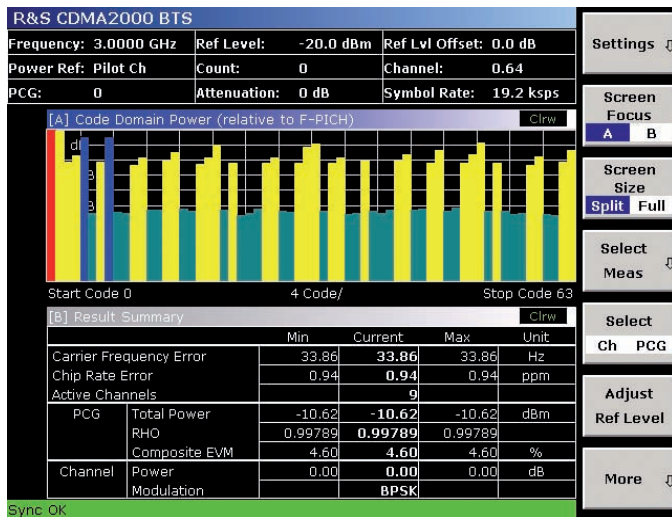 R&S CDMA2000 BTS
Frequency: 3.0000 GHz Ref Level: -20.0 dBm Ref Lvl Offset: 0.0 dB
Power Ref: Pilot Ch Count: 0 Channel: 0.64
PCG: 0 Attenuation: 0 dB Symbol Rate: 19.2 ksps
[A] Code Domain Power (relative to F-PICH) Clrw
Start Code 0 4 Code/ Stop Code 63
[B] Result Summary Clrw
Min Current Max Unit
Carrier Frequency Error 33.86 33.86 33.86 Hz
Chip Rate Error 0.94 0.94 0.94 ppm
Active Channels 9
PCG Total Power -10.62 -10.62 -10.62 dBm
RHO 0.99789 0.99789 0.99789
Composite EVM 4.60 4.60 4.60 %
Channel Power 0.00 0.00 0.00 dB
Modulation BPSK
Sync OK
Settings
Screen
Focus
A B
Screen
Size
Split Full
Select
Meas
Select
Ch PCG
Adjust
Ref Level
More